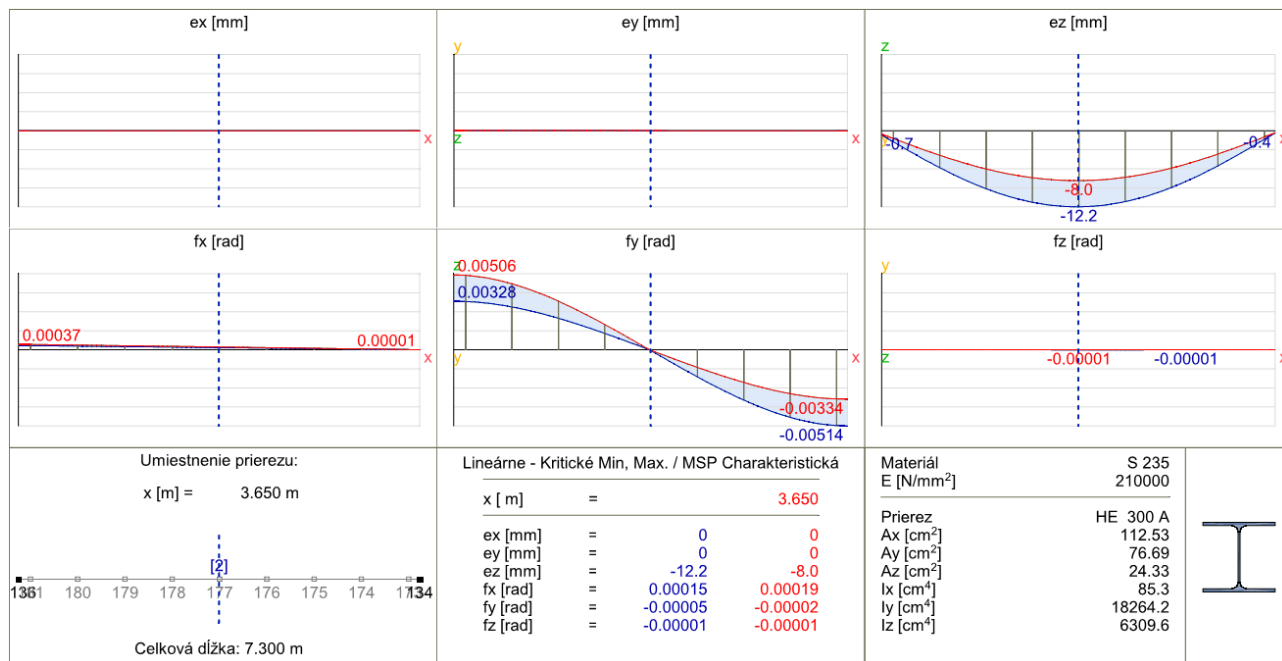 ex [mm]
x
ey [mm]
y
z
x
ez [mm]
z
y
-0.7
-0.4
x
-8.0
-12.2
fx [rad]
0.00037
0.00001
x
fy [rad]
z
0.00506
0.00328
y
x
-0.00334
-0.00514
fz [rad]
y
z
x
-0.00001
-0.00001
Umiestnenie prierezu:
x [m] = 3.650 m
[2]
136 180 179 178 177 176 175 174 134
Celková dĺžka: 7.300 m
Lineárne - Kritické Min, Max. / MSP Charakteristická
x [ m] = 3.650
ex [mm] = 0 0
ey [mm] = 0 0
ez [mm] = -12.2 -8.0
fx [rad] = 0.00015 0.00019
fy [rad] = -0.00005 -0.00002
fz [rad] = -0.00001 -0.00001
Materiál S 235
E [N/mm²] 210000
Prierez HE 300 A
Ax [cm²] 112.53
Ay [cm²] 76.69
Az [cm²] 24.33
Ix [cm⁴] 85.3
Iy [cm⁴] 18264.2
Iz [cm⁴] 6309.6